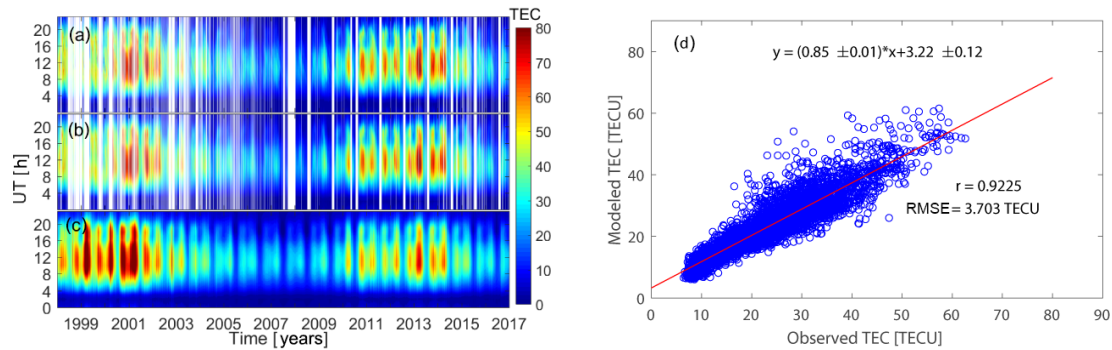 TEC
(a)
20
16
12
8
4
(b)
20
16
12
8
4
(c)
20
16
12
8
4
0
UT [h]
80
70
60
50
40
30
20
10
0
1999 2001 2003 2005 2007 2009 2011 2013 2015 2017
Time [years]
(d)
y = (0.85 ±0.01)*x+3.22 ±0.12
r = 0.9225
RMSE= 3.703 TECU
Modeled TEC [TECU]
80
60
40
20
0
0 10 20 30 40 50 60 70 80 90
Observed TEC [TECU]